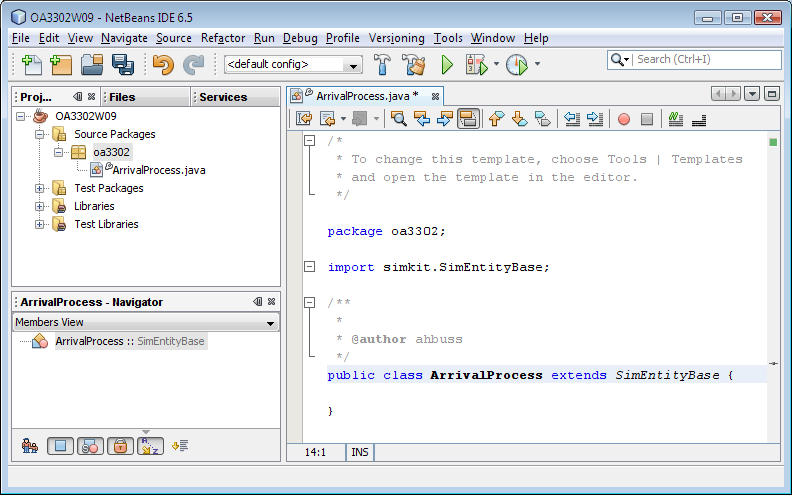 OA3302W09 - NetBeans IDE 6.5
File Edit View Navigate Source Refactor Run Debug Profile Versioning Tools Window Help
<default config>
Search (Ctrl+I)
Proj... Files Services
OA3302W09
Source Packages
oa3302
ArrivalProcess.java
Test Packages
Libraries
Test Libraries
ArrivalProcess - Navigator
Members View
ArrivalProcess :: SimEntityBase
ArrivalProcess.java *
/*
* To change this template, choose Tools | Templates
* and open the template in the editor.
*/
package oa3302;
import simkit.SimEntityBase;
/**
*
* @author ahbuss
*/
public class ArrivalProcess extends SimEntityBase {
}
14:1 INS